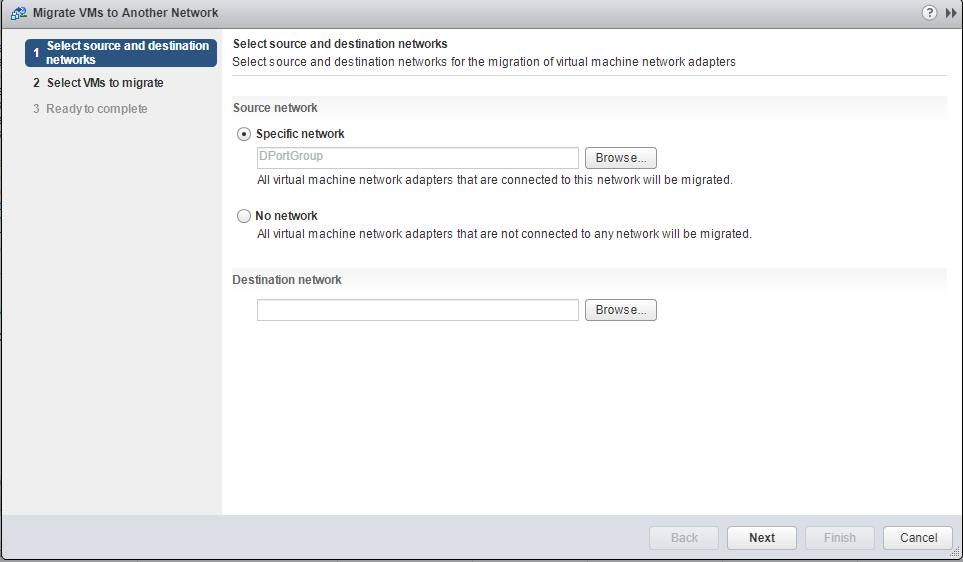 Migrate VMs to Another Network
?
1 Select source and destination
networks
2 Select VMs to migrate
3 Ready to complete
Select source and destination networks
Select source and destination networks for the migration of virtual machine network adapters
Source network
Specific network
DPortGroup
Browse...
All virtual machine network adapters that are connected to this network will be migrated.
No network
All virtual machine network adapters that are not connected to any network will be migrated.
Destination network
Browse...
Back
Next
Finish
Cancel